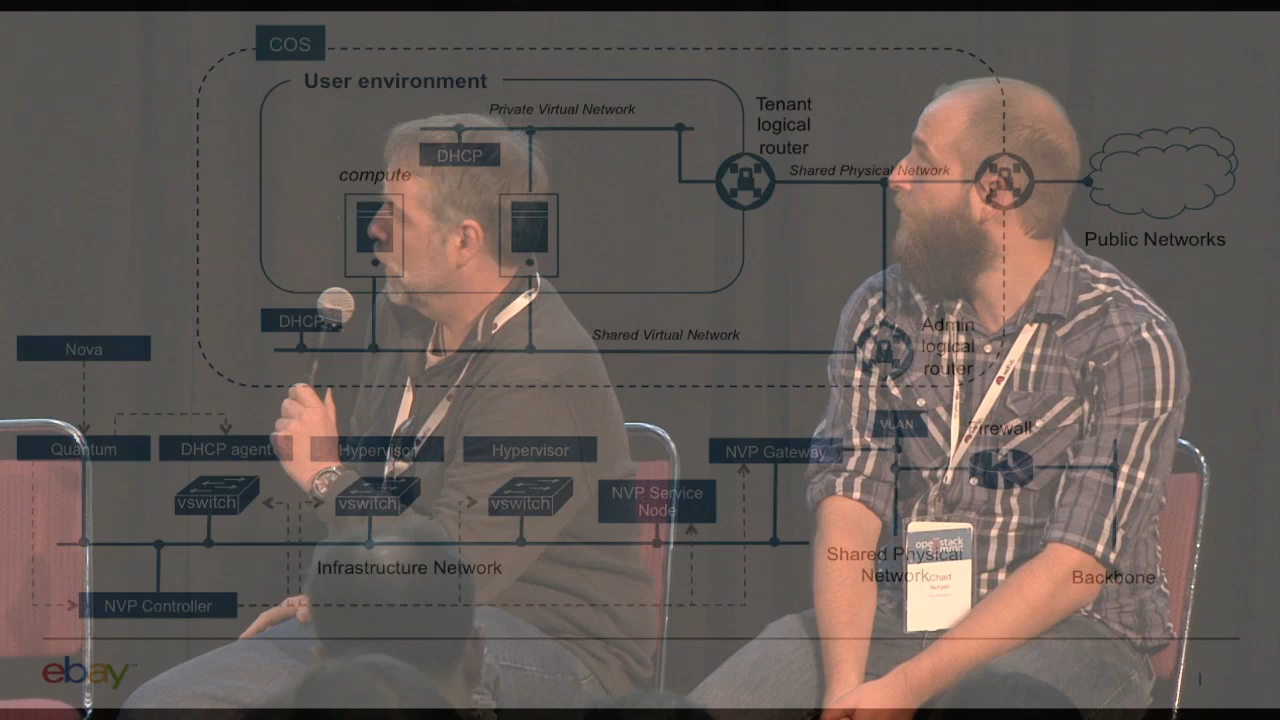 COS
User environment
Private Virtual Network
Tenant
logical
router
DHCP
Shared Physical Network
compute
Public Networks
DHCP
Shared Virtual Network
Admin
logical
router
Nova
VLAN
Firewall
Quantum
DHCP agent
Hypervisor
Hypervisor
NVP Gateway
vswitch
vswitch
vswitch
NVP Service
Node
Shared Physical
Network
openstack
Chad
Infrastructure Network
Backbone
NVP Controller
ebay